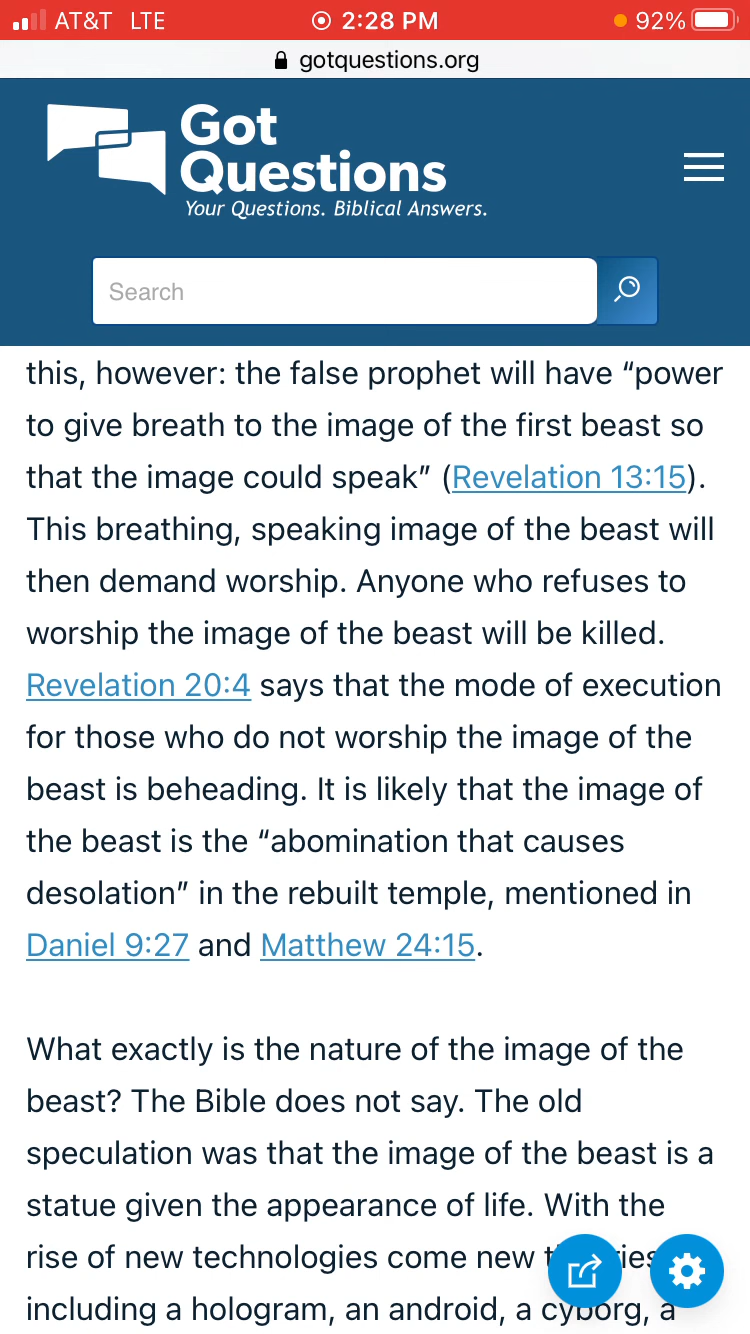 AT&T LTE 2:28 PM 92%
gotquestions.org
Got
Questions
Your Questions. Biblical Answers.
Search
this, however: the false prophet will have “power
to give breath to the image of the first beast so
that the image could speak” (Revelation 13:15).
This breathing, speaking image of the beast will
then demand worship. Anyone who refuses to
worship the image of the beast will be killed.
Revelation 20:4 says that the mode of execution
for those who do not worship the image of the
beast is beheading. It is likely that the image of
the beast is the “abomination that causes
desolation” in the rebuilt temple, mentioned in
Daniel 9:27 and Matthew 24:15.
What exactly is the nature of the image of the
beast? The Bible does not say. The old
speculation was that the image of the beast is a
statue given the appearance of life. With the
rise of new technologies come new
including a hologram, an android, a cyborg, a